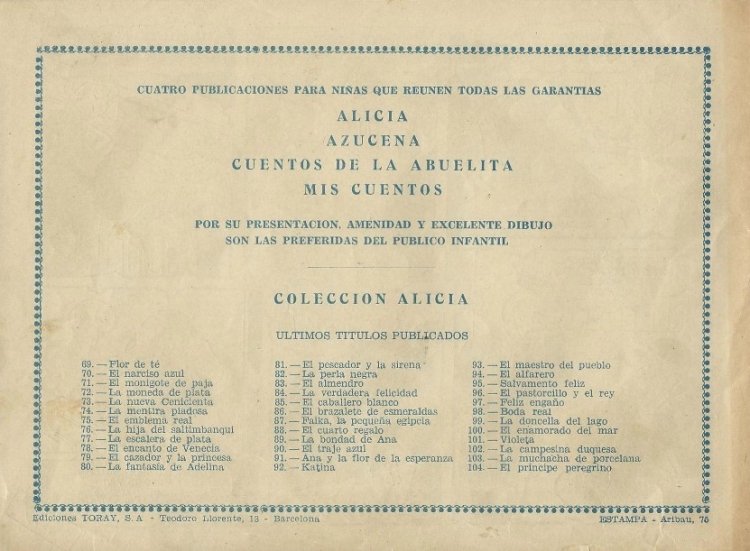 CUATRO PUBLICACIONES PARA NIÑAS QUE REUNEN TODAS LAS GARANTIAS
ALICIA
AZUCENA
CUENTOS DE LA ABUELITA
MIS CUENTOS
POR SU PRESENTACION, AMENIDAD Y EXCELENTE DIBUJO
SON LAS PREFERIDAS DEL PUBLICO INFANTIL
COLECCION ALICIA
ULTIMOS TITULOS PUBLICADOS
69. — Flor de té
70. — El narciso azul
71. — El monigote de paja
72. — La moneda de plata
73. — La nueva Cenicienta
74. — La mentira piadosa
75. — El emblema real
76. — La hija del saltimbanqui
77. — La escalera de plata
78. — El encanto de Venecia
79. — El cazador y la princesa
80. — La fantasía de Adelina
81. — El pescador y la sirena
82. — La perla negra
83. — El almendro
84. — La verdadera felicidad
85. — El caballero blanco
86. — El brazalete de esmeraldas
87. — Falka, la pequeña egipcia
88. — El cuarto regalo
89. — La bondad de Ana
90. — El traje azul
91. — Ana y la flor de la esperanza
92. — Katina
93. — El maestro del pueblo
94. — El alfarero
95. — Salvamento feliz
96. — El pastorcillo y el rey
97. — Feliz engaño
98. — Boda real
99. — La doncella del lago
100. — El enamorado del mar
101. — Violeta
102. — La campesina duquesa
103. — La muchacha de porcelana
104. — El príncipe peregrino
Ediciones TORAY, S. A - Teodoro Llorente, 13 - Barcelona
ESTAMPA - Aribau, 75